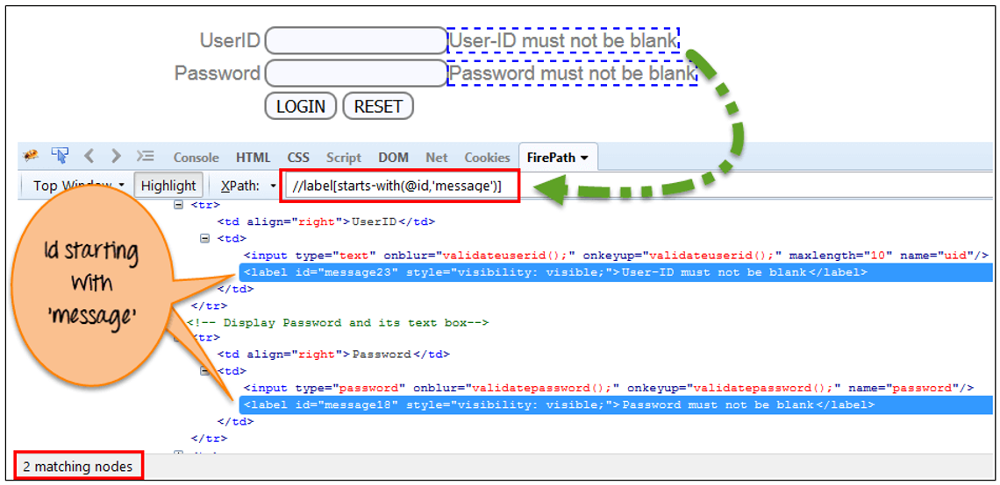 UserID User-ID must not be blank
Password Password must not be blank
LOGIN RESET
Console HTML CSS Script DOM Net Cookies FirePath
Top Window Highlight XPath: //label[starts-with(@id,'message')]
<tr>
<td align="right">UserID</td>
<td>
<input type="text" onblur="validateuserid();" onkeyup="validateuserid();" maxlength="10" name="uid"/>
<label id="message23" style="visibility: visible;">User-ID must not be blank</label>
</td>
</tr>
<!-- Display Password and its text box-->
<tr>
<td align="right">Password</td>
<td>
<input type="password" onblur="validatepassword();" onkeyup="validatepassword();" name="password"/>
<label id="message18" style="visibility: visible;">Password must not be blank</label>
</td>
</tr>
Id starting
with
'message'
2 matching nodes